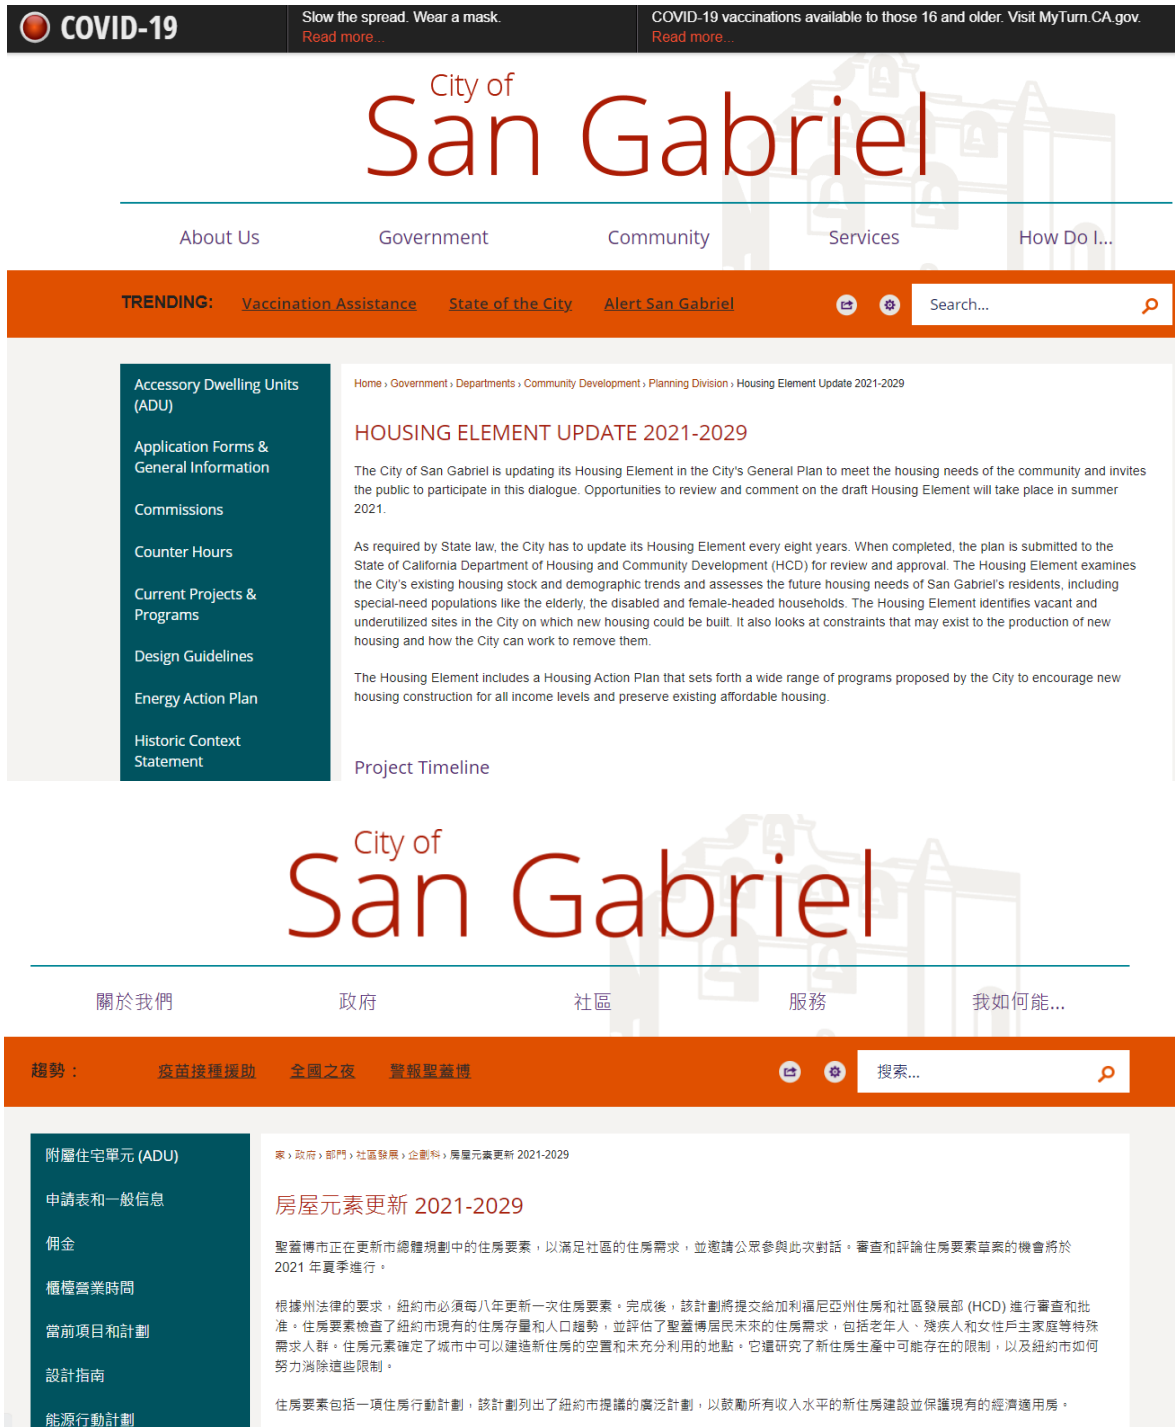 COVID-19
Slow the spread. Wear a mask.
Read more...
COVID-19 vaccinations available to those 16 and older. Visit MyTurn.CA.gov.
Read more...
City of
San Gabriel
About Us
Government
Community
Services
How Do I...
TRENDING:
Vaccination Assistance
State of the City
Alert San Gabriel
Search...
Accessory Dwelling Units
(ADU)
Application Forms &
General Information
Commissions
Counter Hours
Current Projects &
Programs
Design Guidelines
Energy Action Plan
Historic Context
Statement
Home › Government › Departments › Community Development › Planning Division › Housing Element Update 2021-2029
HOUSING ELEMENT UPDATE 2021-2029
The City of San Gabriel is updating its Housing Element in the City's General Plan to meet the housing needs of the community and invites
the public to participate in this dialogue. Opportunities to review and comment on the draft Housing Element will take place in summer
2021.
As required by State law, the City has to update its Housing Element every eight years. When completed, the plan is submitted to the
State of California Department of Housing and Community Development (HCD) for review and approval. The Housing Element examines
the City's existing housing stock and demographic trends and assesses the future housing needs of San Gabriel's residents, including
special-need populations like the elderly, the disabled and female-headed households. The Housing Element identifies vacant and
underutilized sites in the City on which new housing could be built. It also looks at constraints that may exist to the production of new
housing and how the City can work to remove them.
The Housing Element includes a Housing Action Plan that sets forth a wide range of programs proposed by the City to encourage new
housing construction for all income levels and preserve existing affordable housing.
Project Timeline
City of
San Gabriel
關於我們
政府
社區
服務
我如何能...
趨勢：
疫苗接種援助
全國之夜
警報聖蓋博
搜索...
附屬住宅單元 (ADU)
申請表和一般信息
佣金
櫃檯營業時間
當前項目和計劃
設計指南
能源行動計劃
家 › 政府 › 部門 › 社區發展 › 企劃科 › 房屋元素更新 2021-2029
房屋元素更新 2021-2029
聖蓋博市正在更新市總體規劃中的住房要素，以滿足社區的住房需求，並邀請公眾參與此次對話。審查和評論住房要素草案的機會將於
2021 年夏季進行。
根據州法律的要求，紐約市必須每八年更新一次住房要素。完成後，該計劃將提交給加利福尼亞州住房和社區發展部 (HCD) 進行審查和批
准。住房要素檢查了紐約市現有的住房存量和人口趨勢，並評估了聖蓋博居民未來的住房需求，包括老年人、殘疾人和女性戶主家庭等特殊
需求人群。住房元素確定了城市中可以建造新住房的空置和未充分利用的地點。它還研究了新住房生產中可能存在的限制，以及紐約市如何
努力消除這些限制。
住房要素包括一項住房行動計劃，該計劃列出了紐約市提議的廣泛計劃，以鼓勵所有收入水平的新住房建設並保護現有的經濟適用房。